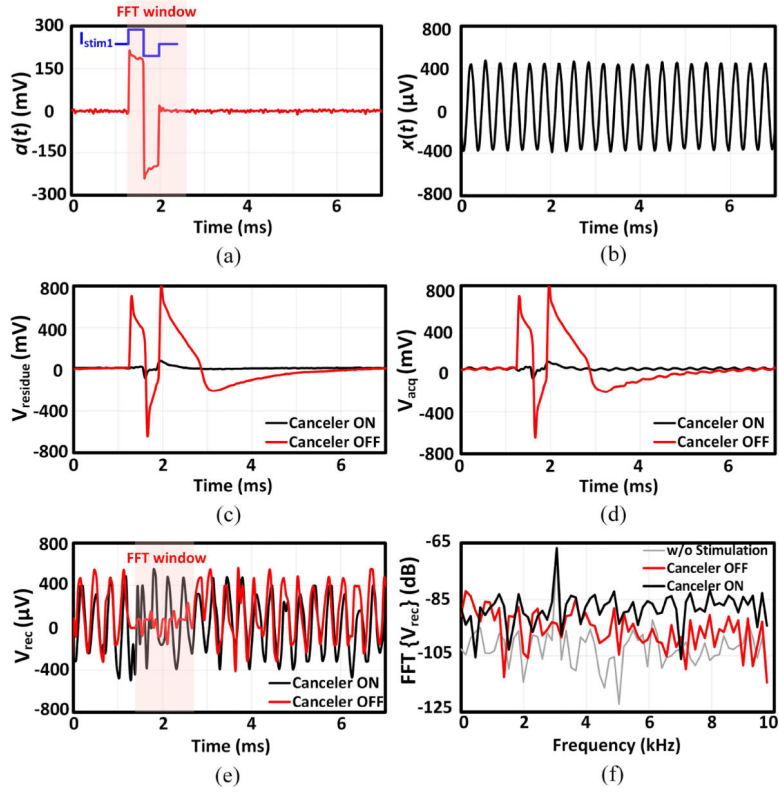 FFT window
300
150
0
-150
-300
a(t) (mV)
Istim1
0
2
4
6
Time (ms)
(a)
800
400
0
-400
-800
x(t) (µV)
0
2
4
6
Time (ms)
(b)
800
400
0
-400
-800
Vresidue (mV)
Canceler ON
Canceler OFF
0
2
4
6
Time (ms)
(c)
800
400
0
-400
-800
Vacq (mV)
Canceler ON
Canceler OFF
0
2
4
6
Time (ms)
(d)
800
400
0
-400
-800
Vrec (µV)
FFT window
Canceler ON
Canceler OFF
0
2
4
6
Time (ms)
(e)
-65
-85
-105
-125
FFT {Vrec} (dB)
w/o Stimulation
Canceler OFF
Canceler ON
0
2
4
6
8
10
Frequency (kHz)
(f)